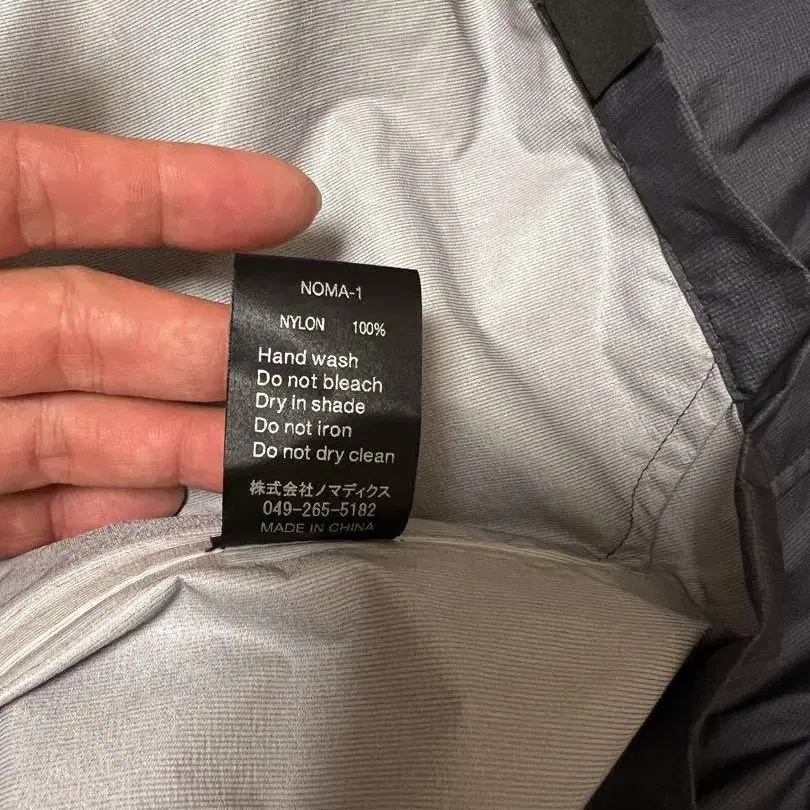 NOMA-1
NYLON 100%
Hand wash
Do not bleach
Dry in shade
Do not iron
Do not dry clean
株式会社ノマディクス
049-265-5182
MADE IN CHINA